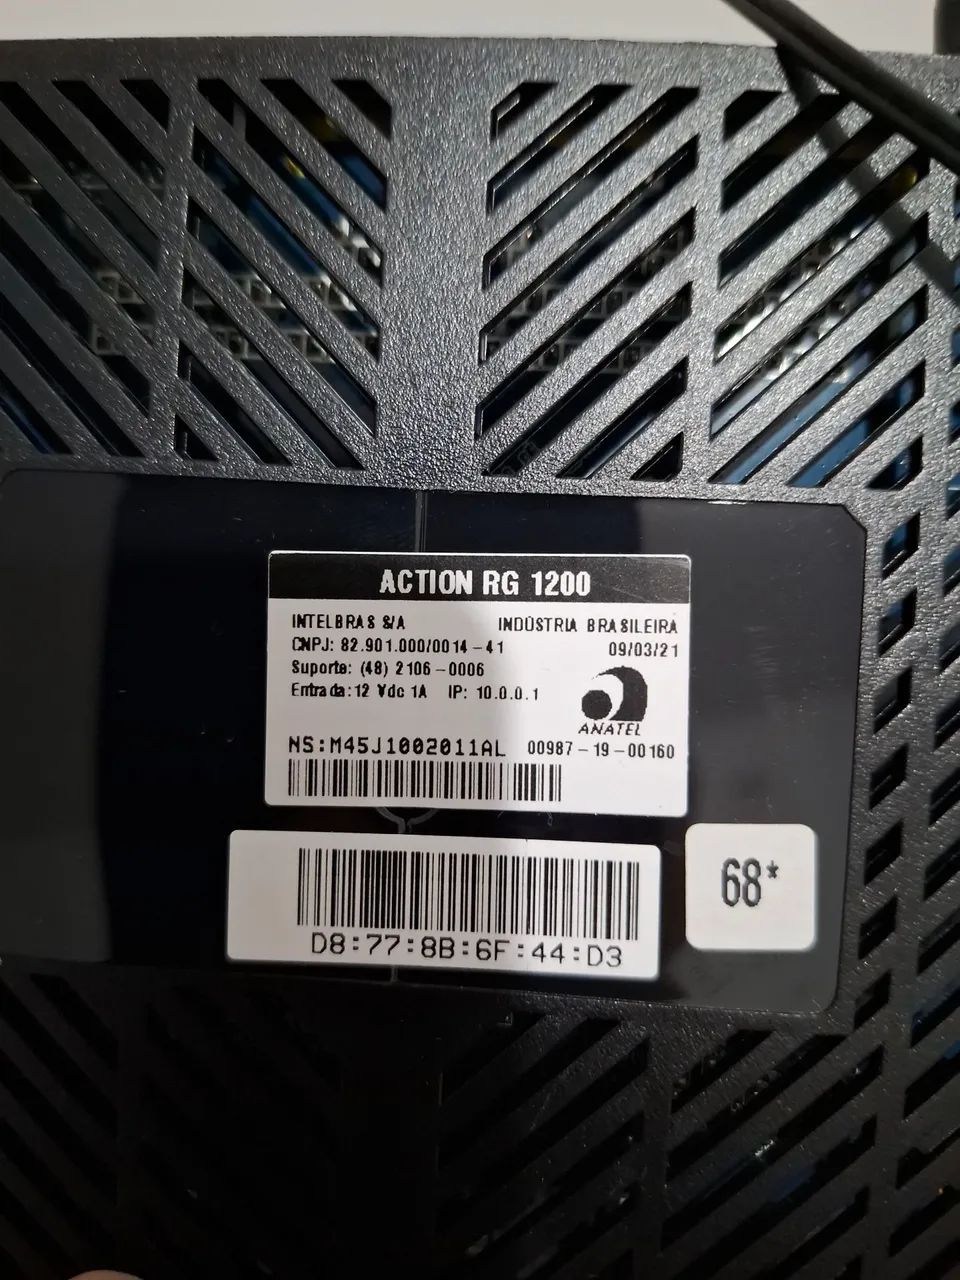 ACTION RG 1200
INTELBRAS S/A INDÚSTRIA BRASILEIRA
CNPJ: 82.901.000/0014-41 09/03/21
Suporte: (48) 2106-0006
Entrada: 12 Vdc 1A IP: 10.0.0.1
ANATEL
NS:M45J1002011AL 00987-19-00160
68*
D8:77:8B:6F:44:D3